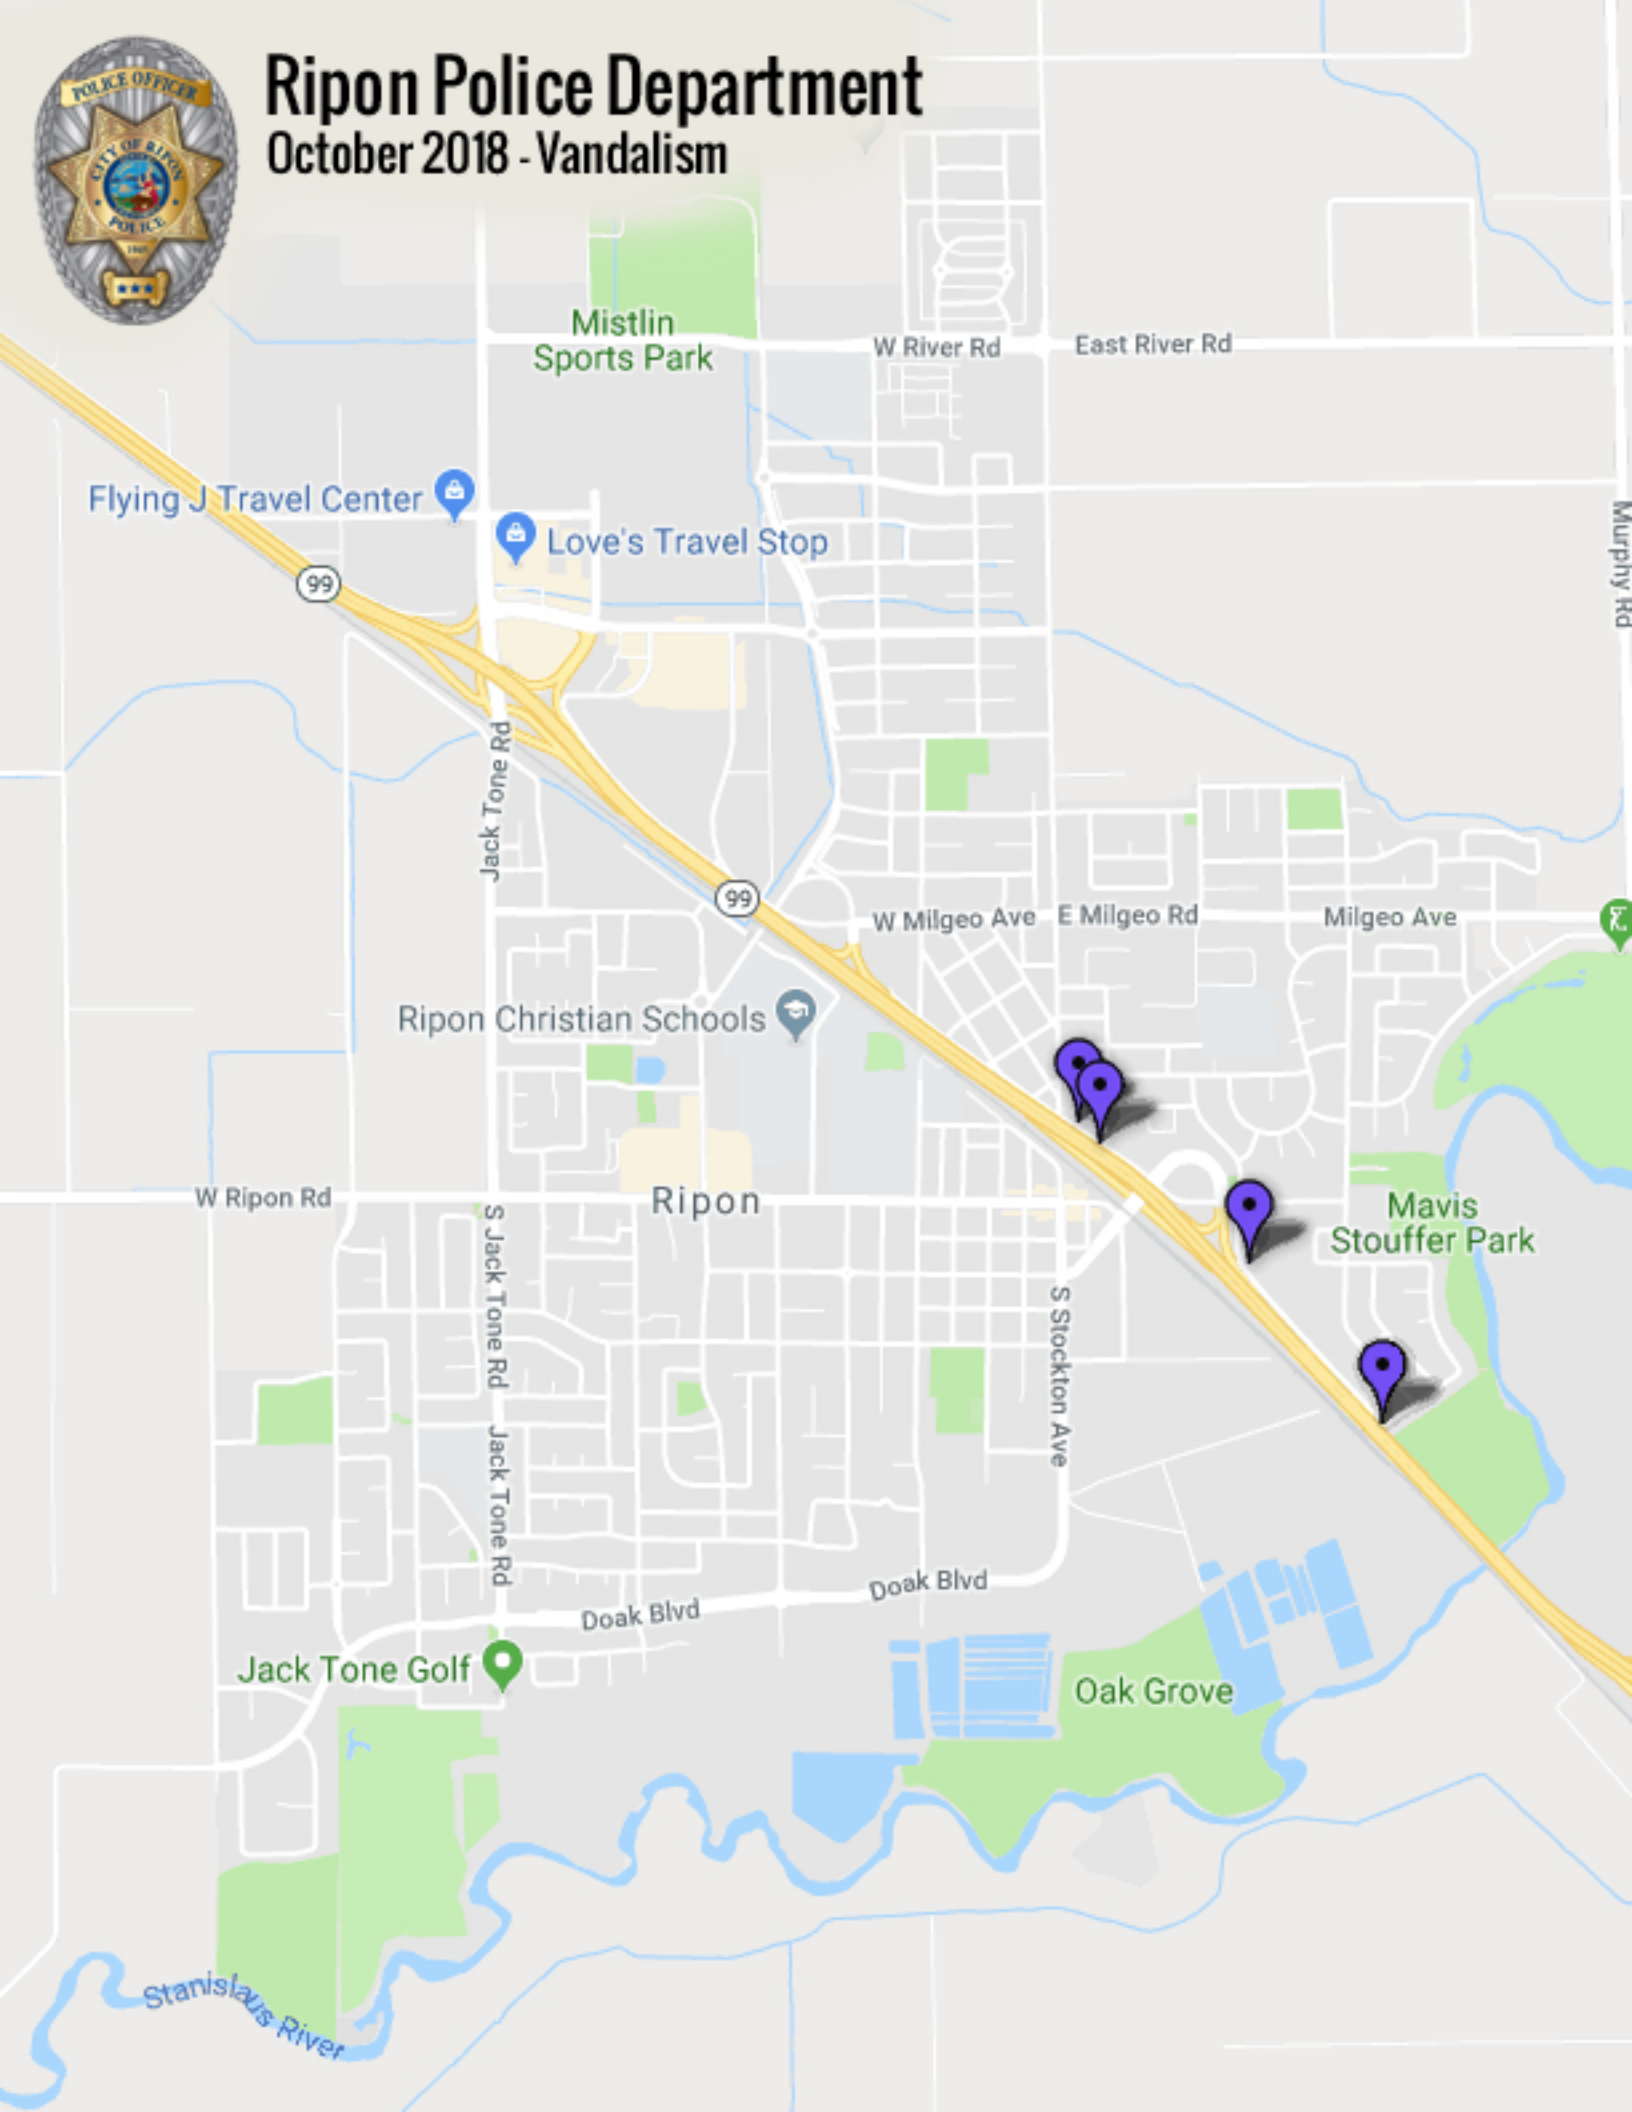 POLICE OFFICER
CITY OF RIPON
POLICE
Ripon Police Department
October 2018 - Vandalism
Mistlin
Sports Park
W River Rd
East River Rd
Flying J Travel Center
Love's Travel Stop
Murphy Rd
99
Jack Tone Rd
99
W Milgeo Ave
E Milgeo Rd
Milgeo Ave
Ripon Christian Schools
W Ripon Rd
Ripon
Mavis
Stouffer Park
S Jack Tone Rd
S Stockton Ave
Jack Tone Rd
Doak Blvd
Doak Blvd
Jack Tone Golf
Oak Grove
Stanislaus River